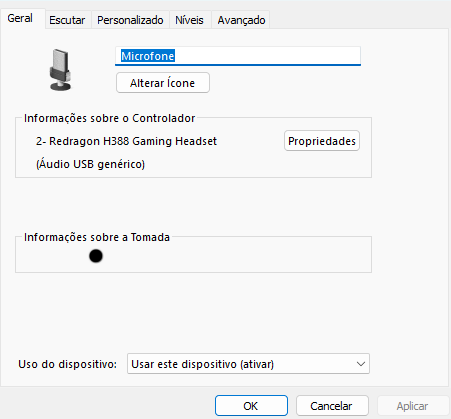 Geral Escutar Personalizado Níveis Avançado
Microfone
Alterar Ícone
Informações sobre o Controlador
2- Redragon H388 Gaming Headset
Propriedades
(Áudio USB genérico)
Informações sobre a Tomada
Uso do dispositivo: Usar este dispositivo (ativar)
OK Cancelar Aplicar